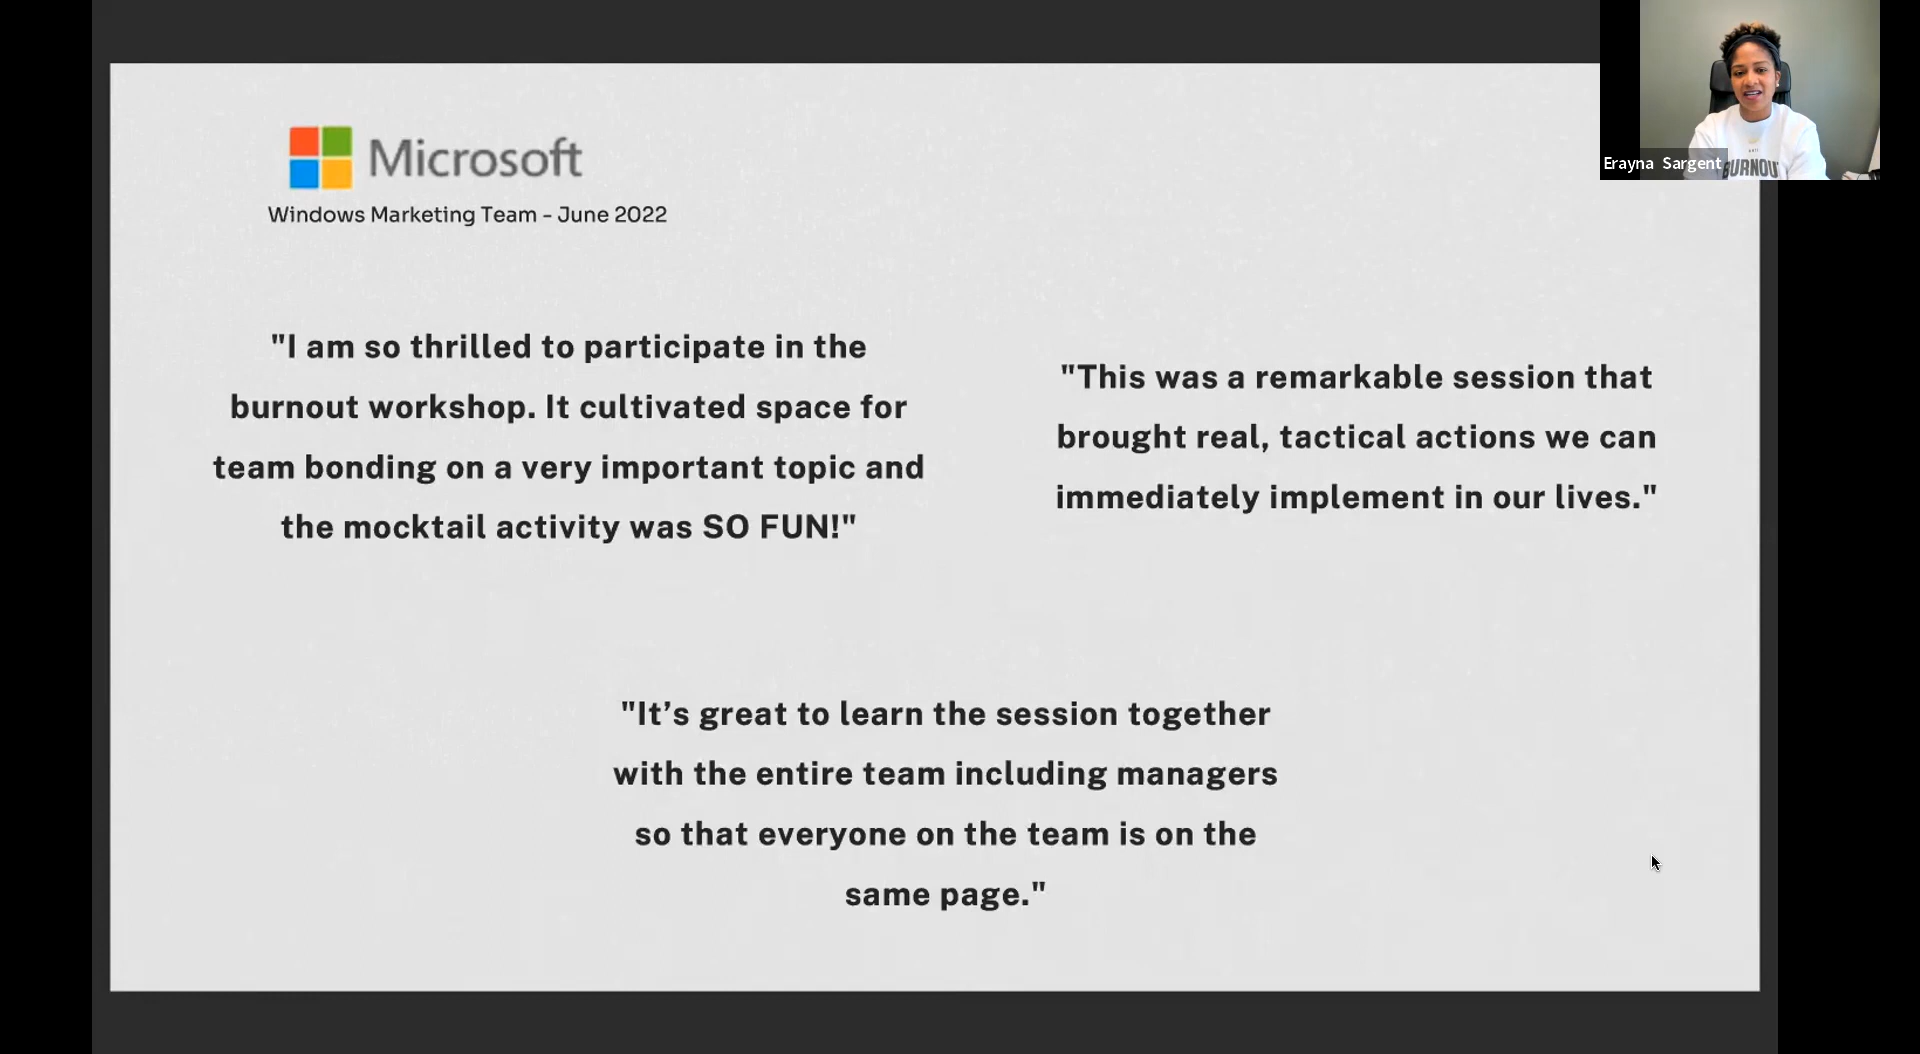 Microsoft
Windows Marketing Team - June 2022
"I am so thrilled to participate in the
burnout workshop. It cultivated space for
team bonding on a very important topic and
the mocktail activity was SO FUN!"
"This was a remarkable session that
brought real, tactical actions we can
immediately implement in our lives."
"It’s great to learn the session together
with the entire team including managers
so that everyone on the team is on the
same page."
Erayna Sargent